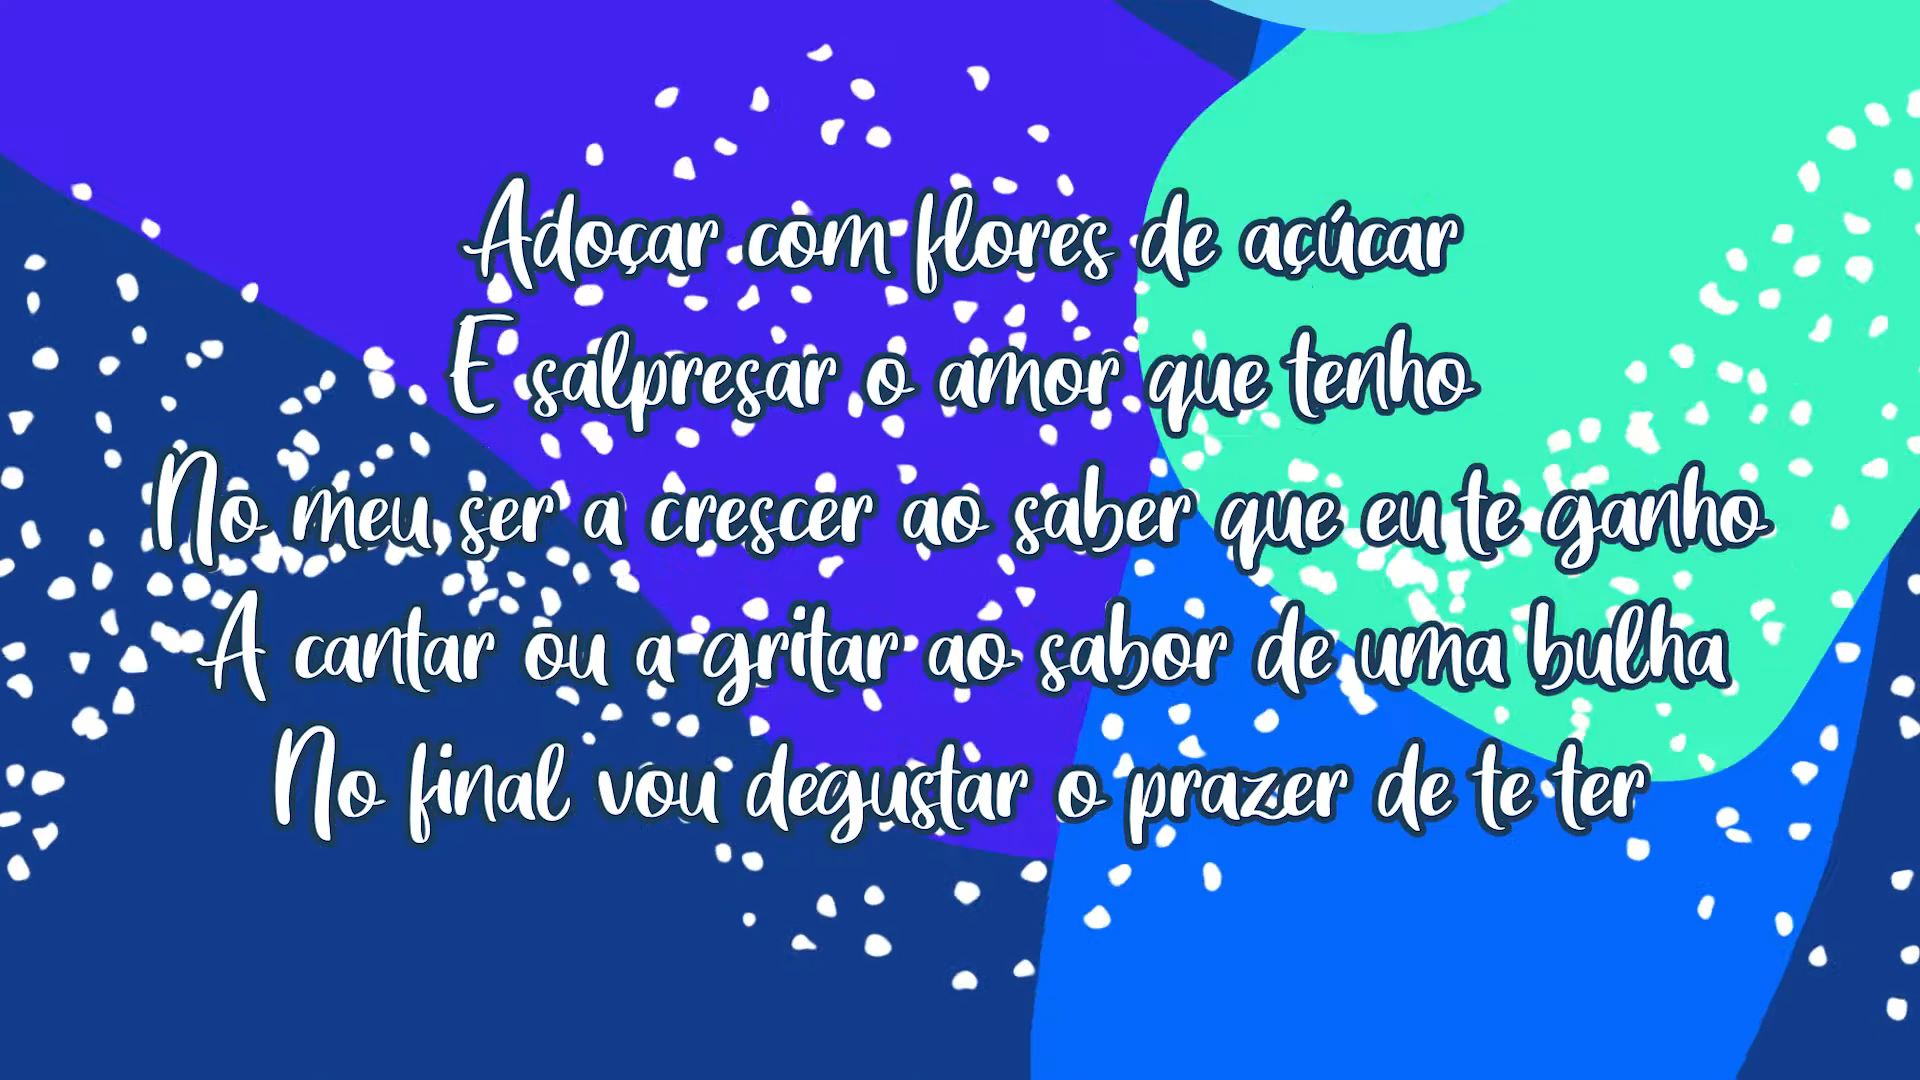 Adoçar com flores de açúcar
E salpresar o amor que tenho
No meu ser a crescer ao saber que eu te ganho
A cantar ou a gritar ao sabor de uma bulha
No final vou degustar o prazer de te ter